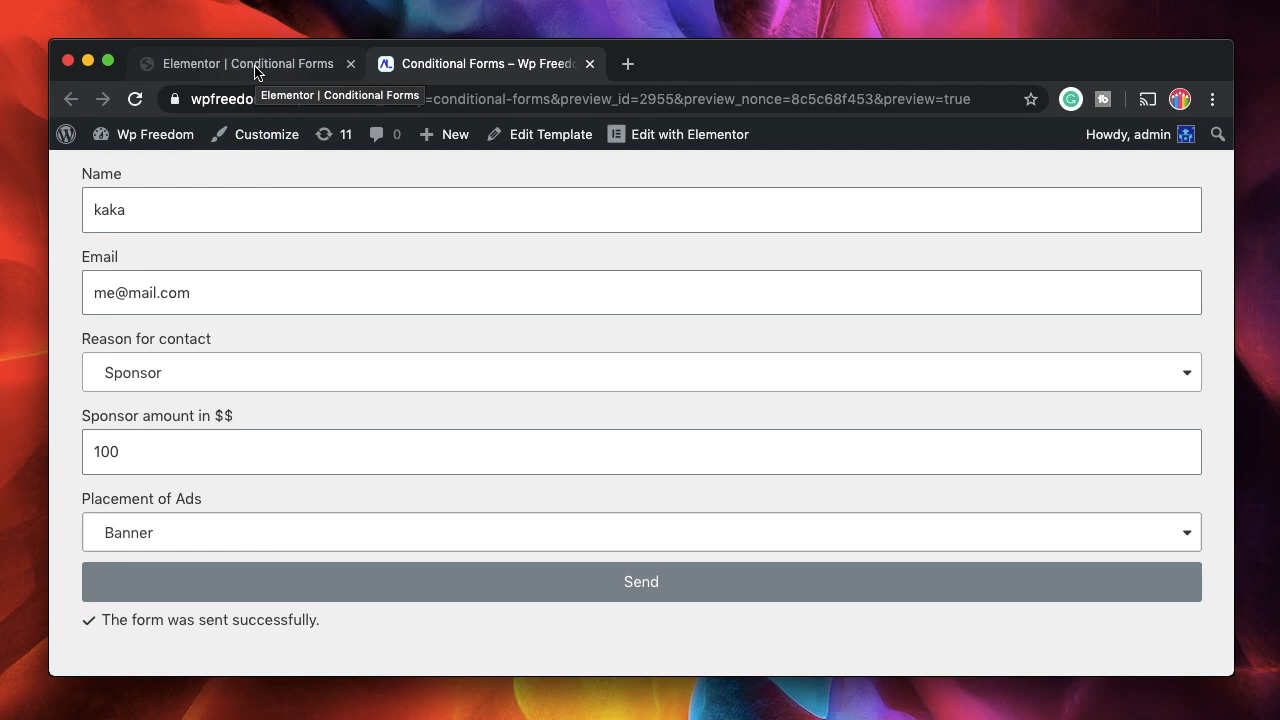 Elementor | Conditional Forms
Conditional Forms – Wp Freed
wpfreedo
=conditional-forms&preview_id=2955&preview_nonce=8c5c68f453&preview=true
Elementor | Conditional Forms
Wp Freedom Customize 11 0 New Edit Template Edit with Elementor Howdy, admin
Name
kaka
Email
me@mail.com
Reason for contact
Sponsor
Sponsor amount in $$
100
Placement of Ads
Banner
Send
The form was sent successfully.